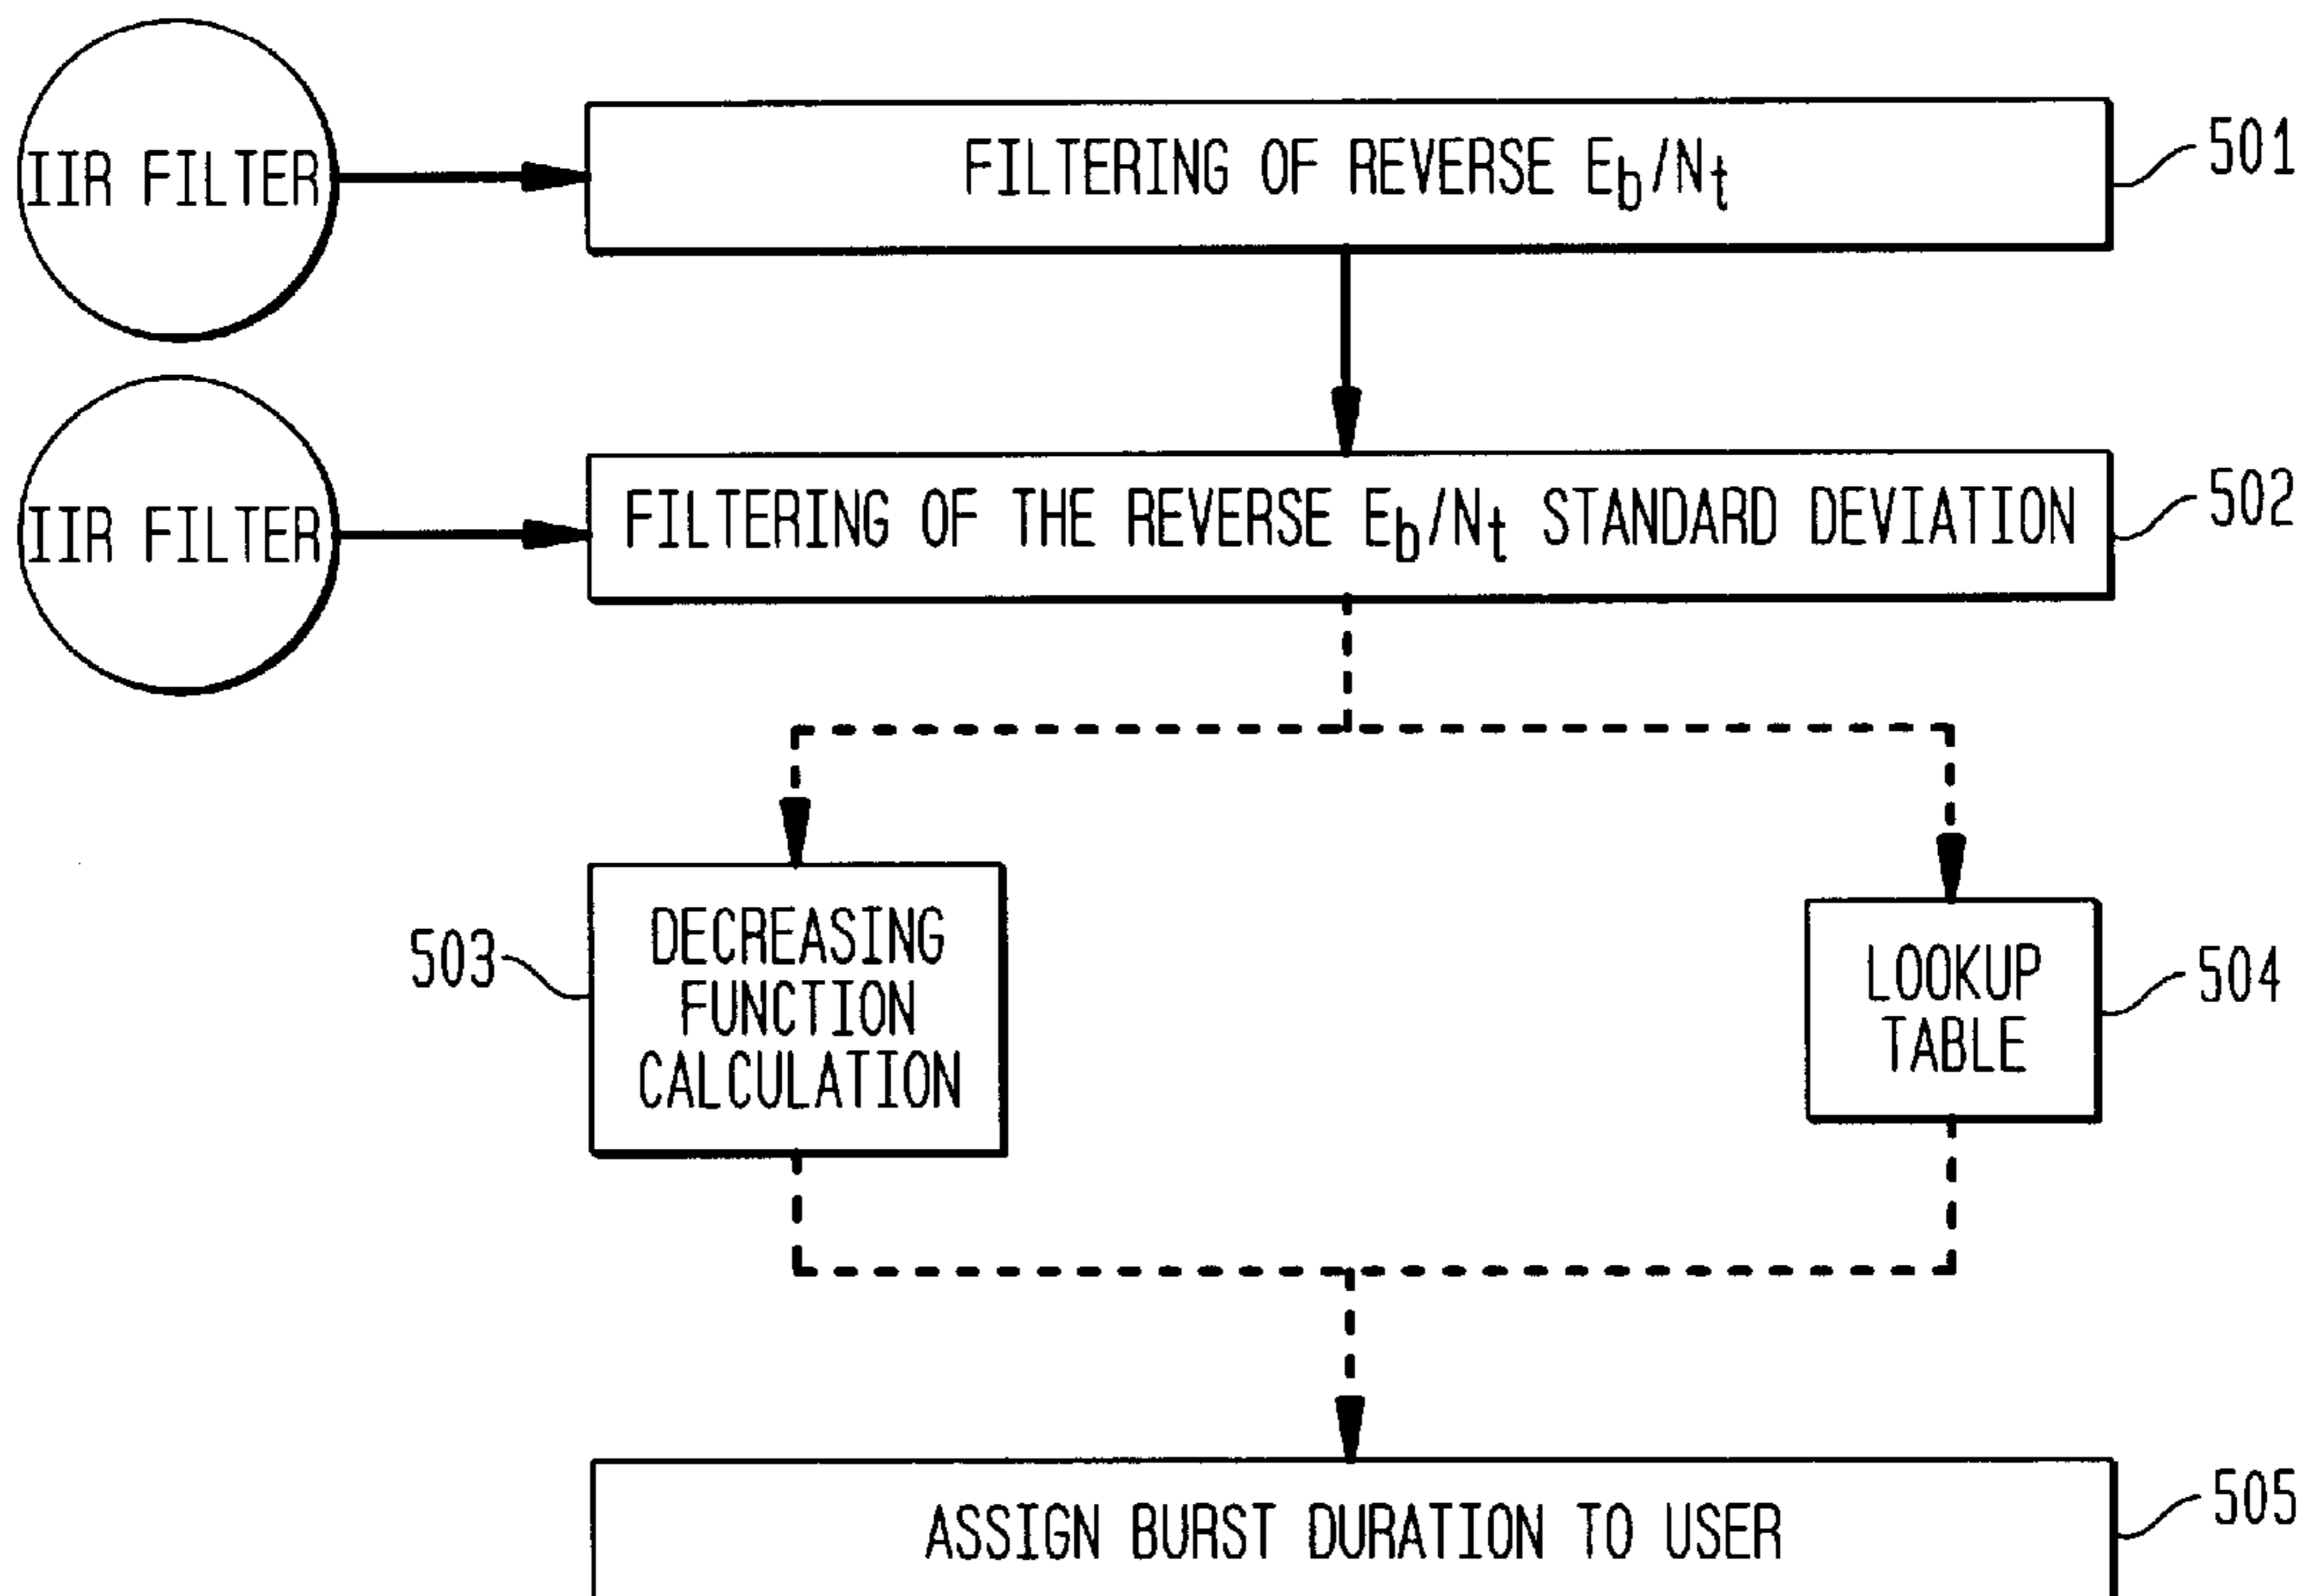 IIR FILTER
FILTERING OF REVERSE Eb/Nt
501
IIR FILTER
FILTERING OF THE REVERSE Eb/Nt STANDARD DEVIATION
502
503
DECREASING
FUNCTION
CALCULATION
LOOKUP
TABLE
504
ASSIGN BURST DURATION TO USER
505